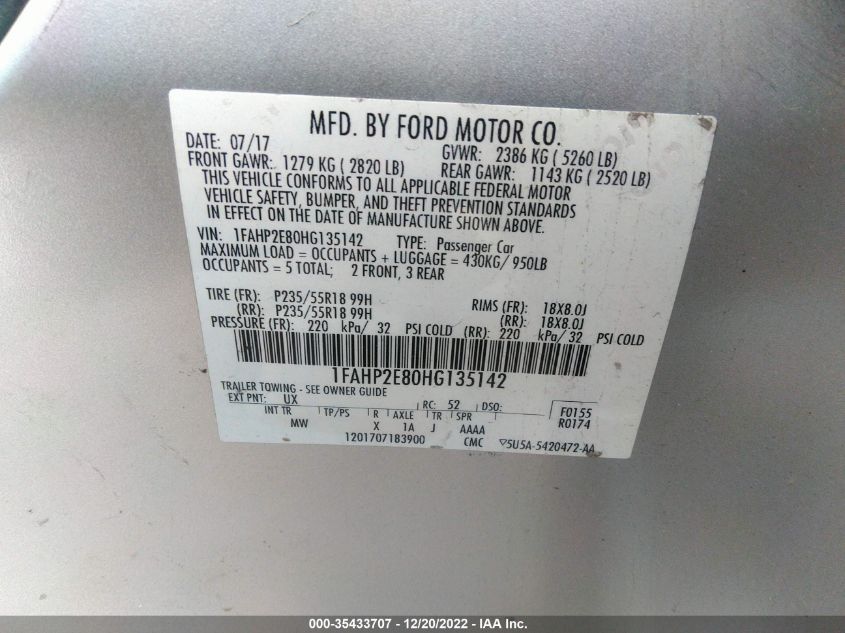 MFD. BY FORD MOTOR CO.
DATE: 07/17 GVWR: 2386 KG ( 5260 LB)
FRONT GAWR: 1279 KG ( 2820 LB) REAR GAWR: 1143 KG ( 2520 LB)
THIS VEHICLE CONFORMS TO ALL APPLICABLE FEDERAL MOTOR
VEHICLE SAFETY, BUMPER, AND THEFT PREVENTION STANDARDS
IN EFFECT ON THE DATE OF MANUFACTURE SHOWN ABOVE.
VIN: 1FAHP2E80HG135142 TYPE: Passenger Car
MAXIMUM LOAD = OCCUPANTS + LUGGAGE = 430KG/ 950LB
OCCUPANTS = 5 TOTAL; 2 FRONT, 3 REAR
TIRE (FR): P235/55R18 99H RIMS (FR): 18X8.0J
(RR): P235/55R18 99H (RR): 18X8.0J
PRESSURE (FR): 220 kPa/ 32 PSI COLD (RR): 220 kPa/ 32 PSI COLD
1FAHP2E80HG135142
TRAILER TOWING - SEE OWNER GUIDE
EXT PNT: UX RC: 52 DSO: F0155
INT TR TP/PS R AXLE TR SPR R0174
MW X 1A J AAAA
1201707183900 CMC ▽5U5A-5420472-AA
000-35433707 - 12/20/2022 - IAA Inc.